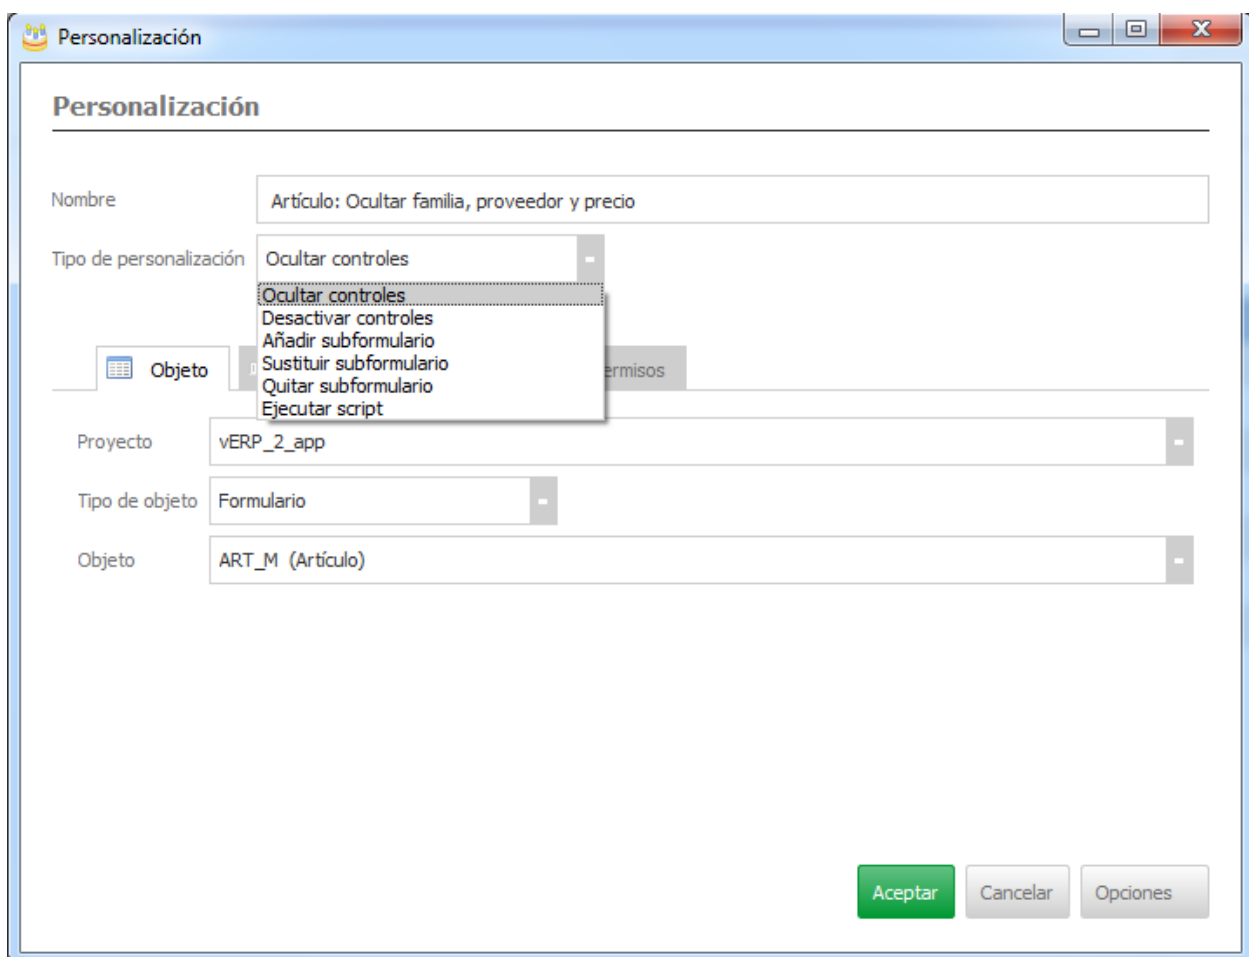 Personalización
Personalización
Nombre
Artículo: Ocultar familia, proveedor y precio
Tipo de personalización
Ocultar controles
Ocultar controles
Desactivar controles
Añadir subformulario
Sustituir subformulario
Quitar subformulario
Ejecutar script
Objeto
ermisos
Proyecto
vERP_2_app
Tipo de objeto
Formulario
Objeto
ART_M (Artículo)
Aceptar
Cancelar
Opciones